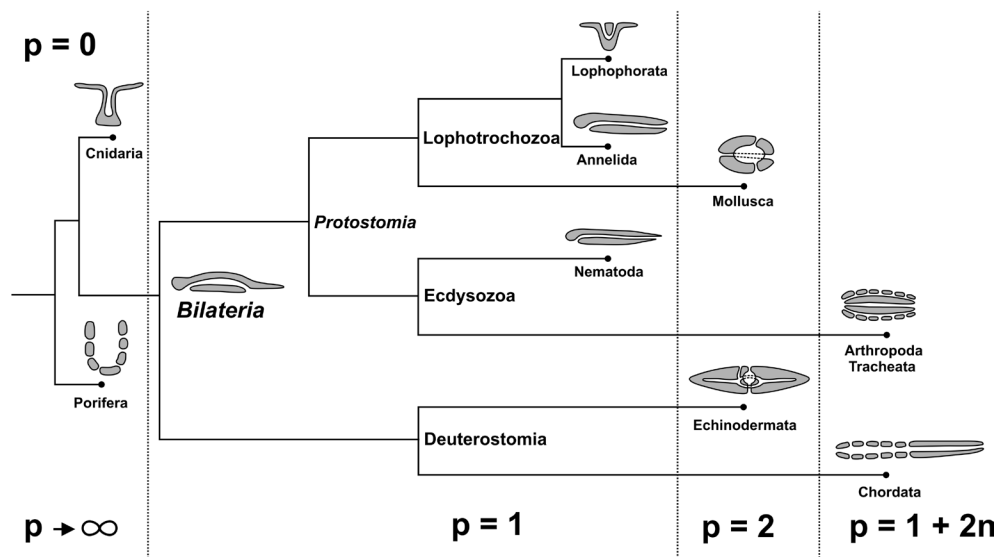 p = 0
Lophophorata
Lophotrochozoa
Cnidaria
Annelida
Mollusca
Protostomia
Nematoda
Bilateria
Ecdysozoa
Arthropoda
Tracheata
Porifera
Echinodermata
Deuterostomia
Chordata
p → ∞
p = 1
p = 2
p = 1 + 2n